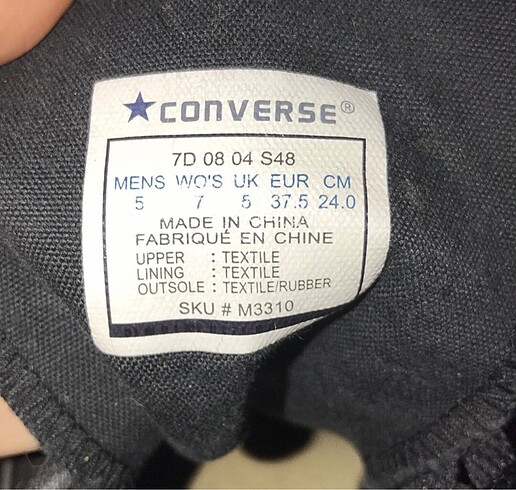 ★CONVERSE®
7D 08 04 S48
MENS WO'S UK EUR CM
5 7 5 37.5 24.0
MADE IN CHINA
FABRIQUÉ EN CHINE
UPPER : TEXTILE
LINING : TEXTILE
OUTSOLE : TEXTILE/RUBBER
SKU # M3310